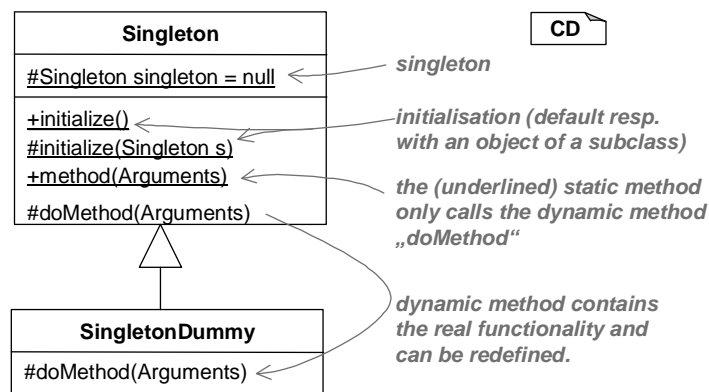 Singleton
CD
#Singleton singleton = null
singleton
+initialize()
#initialize(Singleton s)
+method(Arguments)
#doMethod(Arguments)
initialisation (default resp.
with an object of a subclass)
the (underlined) static method
only calls the dynamic method
„doMethod“
dynamic method contains
the real functionality and
can be redefined.
SingletonDummy
#doMethod(Arguments)